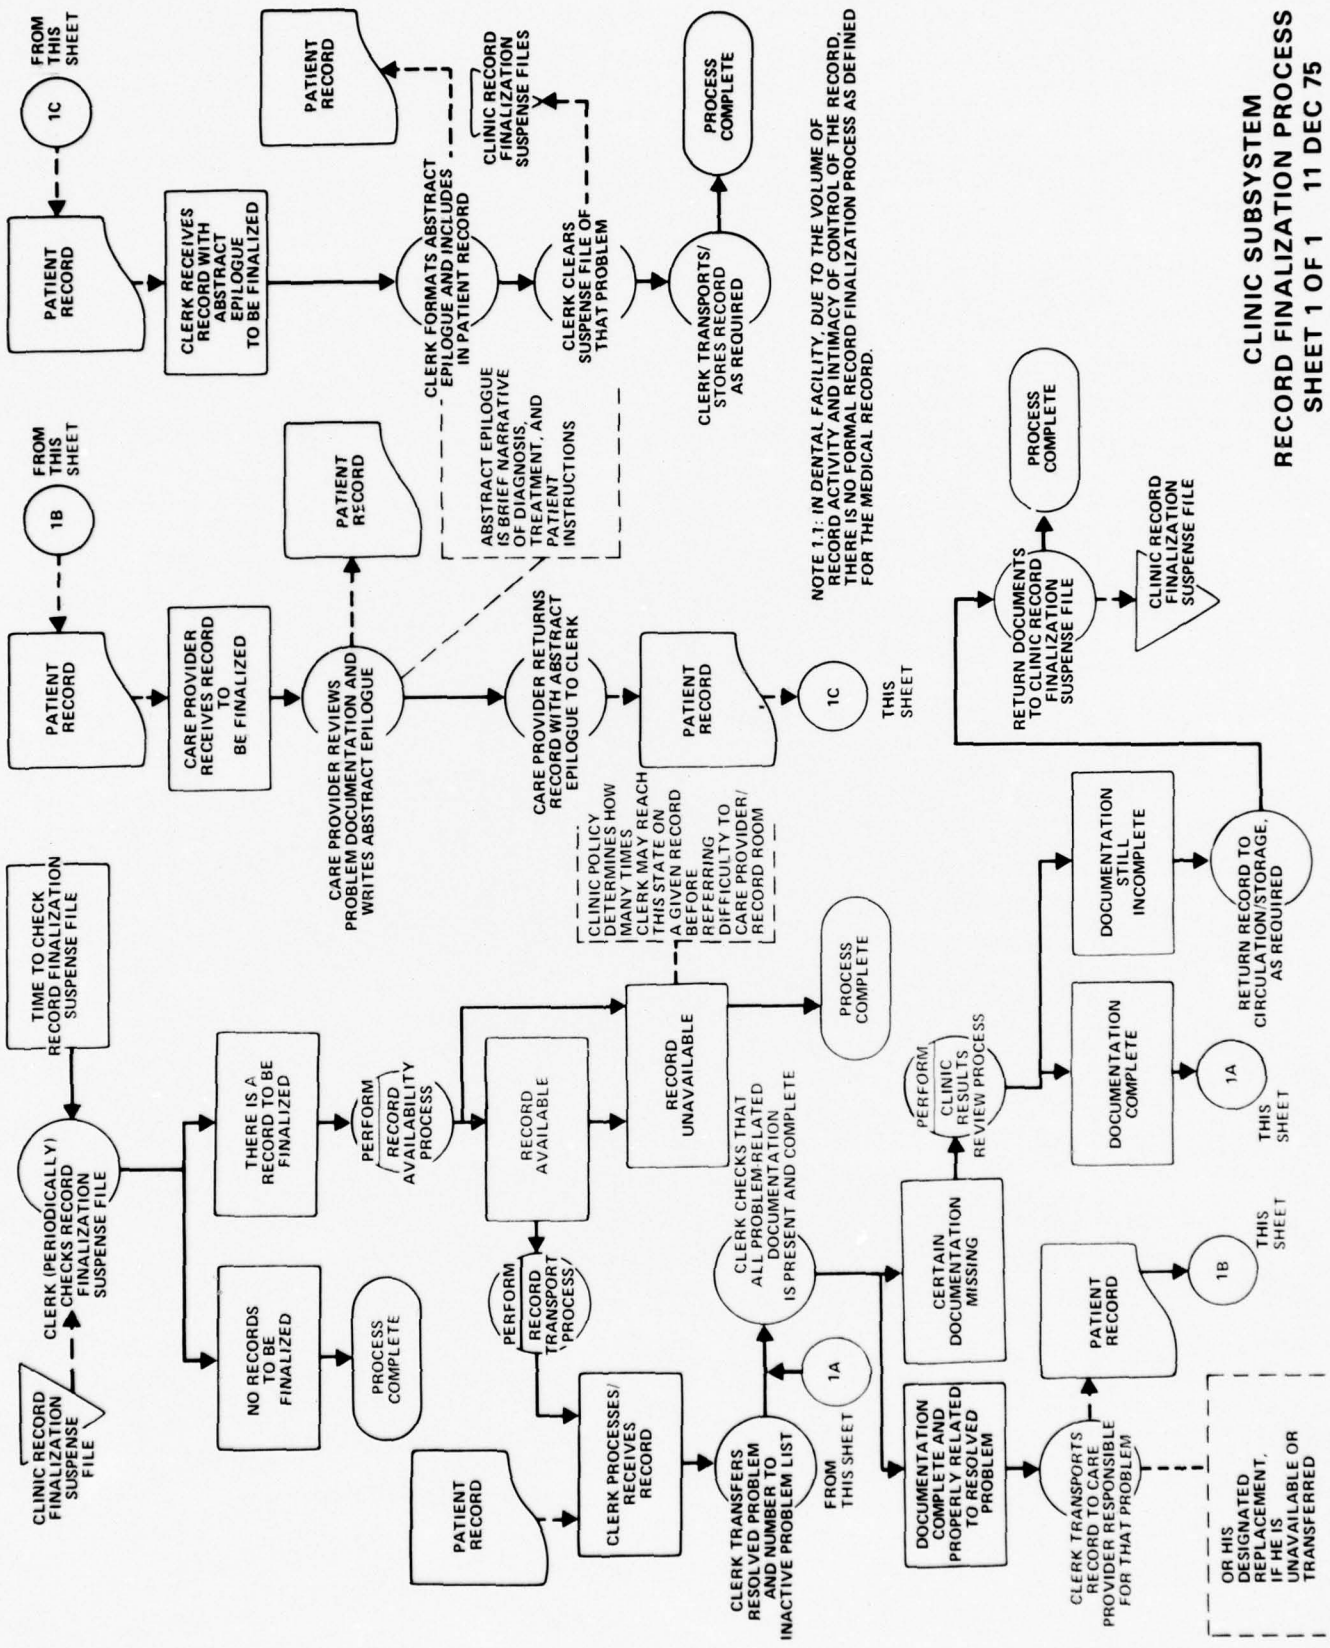 CLINIC RECORD
FINALIZATION
SUSPENSE
FILE
CLERK (PERIODICALLY)
CHECKS RECORD
FINALIZATION
SUSPENSE FILE
TIME TO CHECK
RECORD FINALIZATION
SUSPENSE FILE
NO RECORDS
TO BE
FINALIZED
PROCESS
COMPLETE
THERE IS A
RECORD TO BE
FINALIZED
PERFORM
RECORD
AVAILABILITY
PROCESS
RECORD
AVAILABLE
RECORD
UNAVAILABLE
CLINIC POLICY
DETERMINES HOW
MANY TIMES
CLERK MAY REACH
THIS STATE ON
A GIVEN RECORD
BEFORE
REFERRING
DIFFICULTY TO
CARE PROVIDER/
RECORD ROOM
PROCESS
COMPLETE
PERFORM
RECORD
TRANSPORT
PROCESS
PATIENT
RECORD
CLERK PROCESSES/
RECEIVES
RECORD
CLERK TRANSFERS
RESOLVED PROBLEM
AND NUMBER TO
INACTIVE PROBLEM LIST
1A
FROM
THIS SHEET
CLERK CHECKS THAT
ALL PROBLEM-RELATED
DOCUMENTATION
IS PRESENT AND COMPLETE
DOCUMENTATION
COMPLETE AND
PROPERLY RELATED
TO RESOLVED
PROBLEM
CERTAIN
DOCUMENTATION
MISSING
PERFORM
CLINIC
RESULTS
REVIEW PROCESS
CLERK TRANSPORTS
RECORD TO CARE
PROVIDER RESPONSIBLE
FOR THAT PROBLEM
OR HIS
DESIGNATED
REPLACEMENT,
IF HE IS
UNAVAILABLE OR
TRANSFERRED
PATIENT
RECORD
1B
THIS
SHEET
DOCUMENTATION
COMPLETE
1A
THIS
SHEET
DOCUMENTATION
STILL
INCOMPLETE
RETURN RECORD TO
CIRCULATION/STORAGE,
AS REQUIRED
RETURN DOCUMENTS
TO CLINIC RECORD
FINALIZATION
SUSPENSE FILE
PROCESS
COMPLETE
CLINIC RECORD
FINALIZATION
SUSPENSE FILE
1B
FROM
THIS
SHEET
PATIENT
RECORD
CARE PROVIDER
RECEIVES RECORD
TO
BE FINALIZED
CARE PROVIDER REVIEWS
PROBLEM DOCUMENTATION AND
WRITES ABSTRACT EPILOGUE
PATIENT
RECORD
ABSTRACT EPILOGUE
IS BRIEF NARRATIVE
OF DIAGNOSIS,
TREATMENT, AND
PATIENT
INSTRUCTIONS
CARE PROVIDER RETURNS
RECORD WITH ABSTRACT
EPILOGUE TO CLERK
PATIENT
RECORD
1C
THIS
SHEET
1C
FROM
THIS
SHEET
PATIENT
RECORD
CLERK RECEIVES
RECORD WITH
ABSTRACT
EPILOGUE
TO BE FINALIZED
CLERK FORMATS ABSTRACT
EPILOGUE AND INCLUDES
IN PATIENT RECORD
PATIENT
RECORD
CLERK CLEARS
SUSPENSE FILE OF
THAT PROBLEM
CLINIC RECORD
FINALIZATION
SUSPENSE FILES
CLERK TRANSPORTS/
STORES RECORD
AS REQUIRED
PROCESS
COMPLETE
NOTE 1.1: IN DENTAL FACILITY, DUE TO THE VOLUME OF
RECORD ACTIVITY AND INTIMACY OF CONTROL OF THE RECORD,
THERE IS NO FORMAL RECORD FINALIZATION PROCESS AS DEFINED
FOR THE MEDICAL RECORD.
CLINIC SUBSYSTEM
RECORD FINALIZATION PROCESS
SHEET 1 OF 1 11 DEC 75